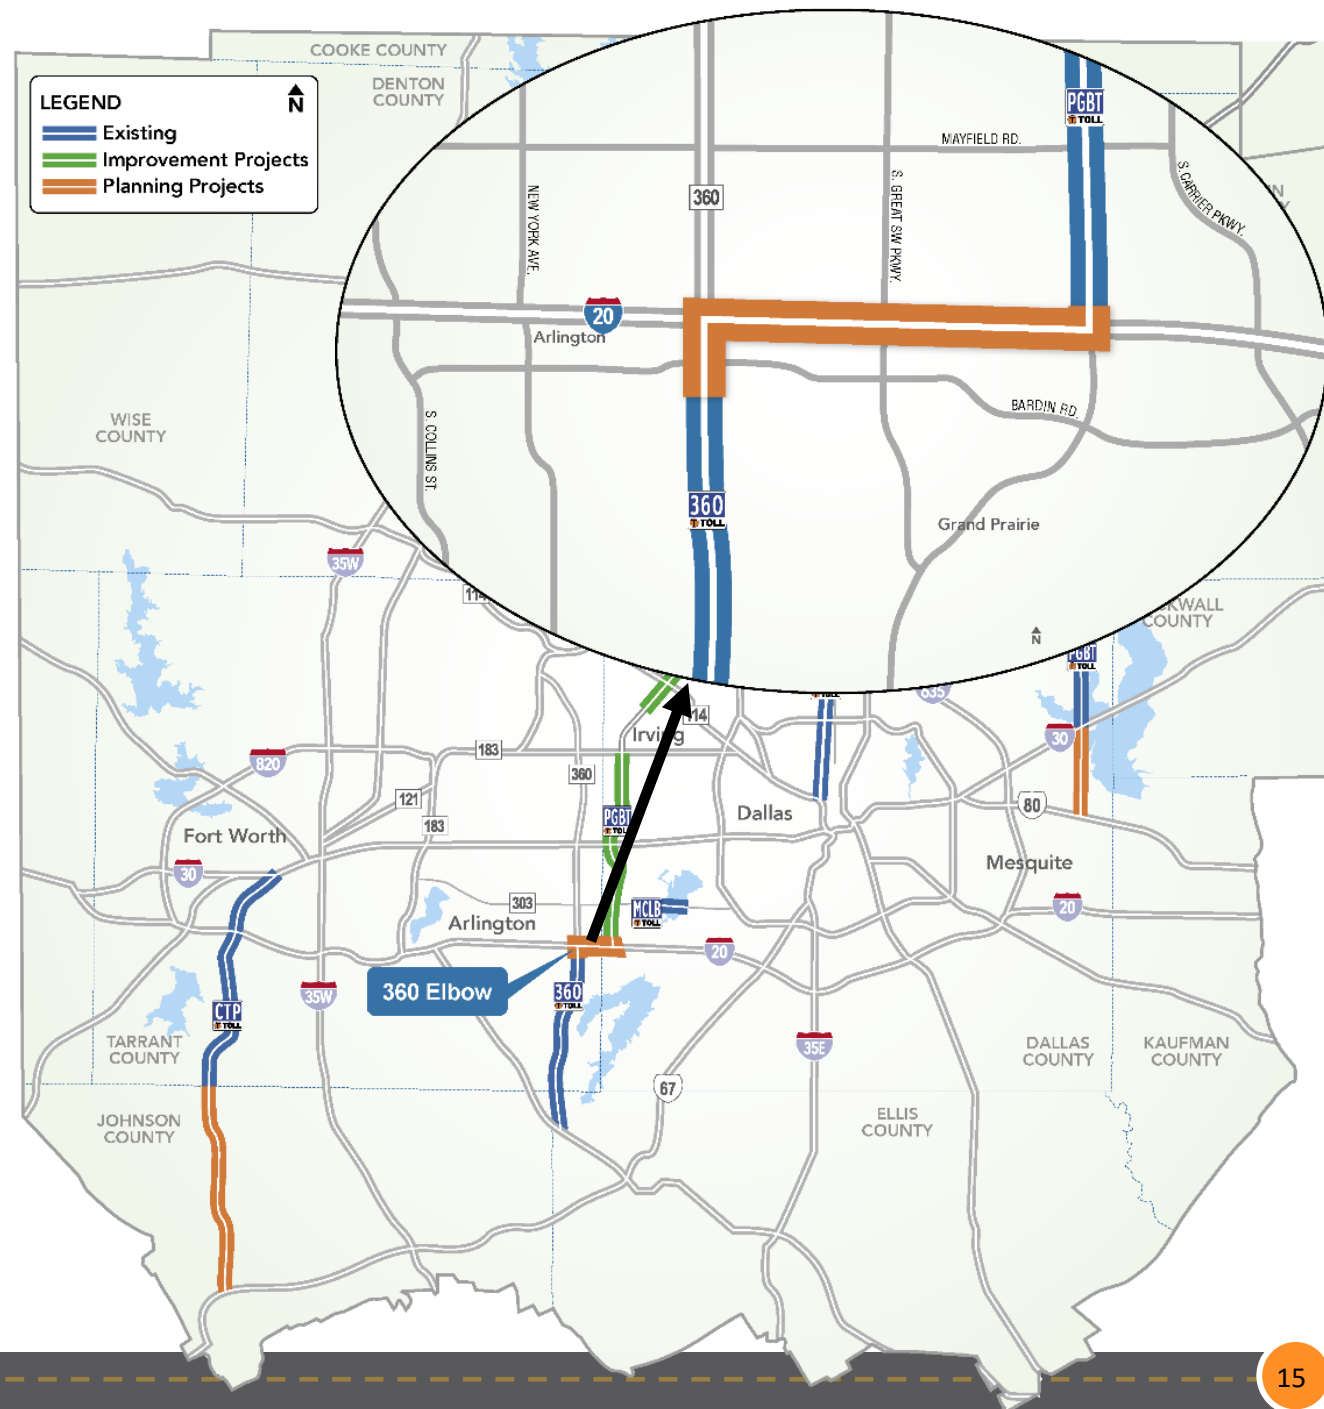 COOKE COUNTY
DENTON
COUNTY
LEGEND
N
Existing
Improvement Projects
Planning Projects
PGBT
TOLL
MAYFIELD RD.
S. CARRIER PKWY.
360
NEW YORK AVE.
S. GREAT SW PKWY.
20
Arlington
WISE
COUNTY
S. COLLINS ST.
BARDIN RD.
360
TOLL
Grand Prairie
35W
114
KWALL
COUNTY
N
PGBT
TOLL
TOLL
635
114
Irving
30
183
820
360
121
183
PGBT
TOLL
Dallas
80
Fort Worth
30
Mesquite
303
MCLB
TOLL
20
Arlington
20
360 Elbow
360
TOLL
35W
CTP
TOLL
TARRANT
COUNTY
35E
DALLAS
COUNTY
KAUFMAN
COUNTY
67
JOHNSON
COUNTY
ELLIS
COUNTY
15